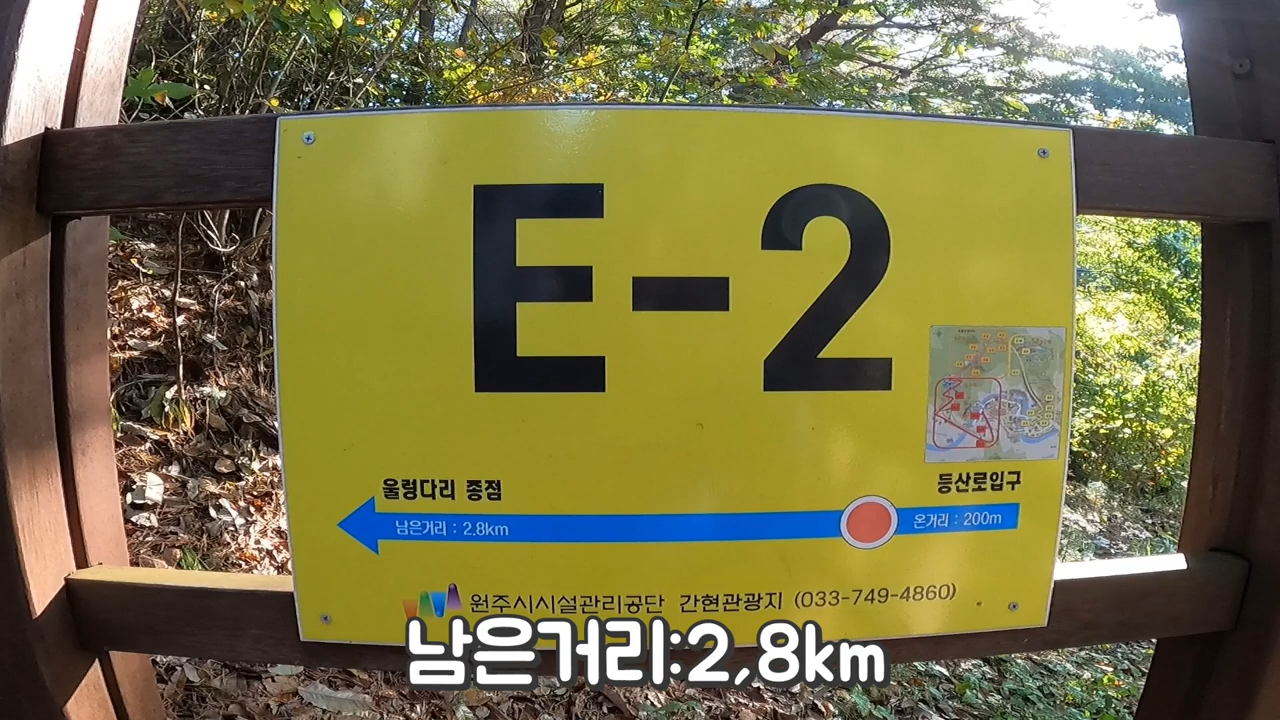 E-2
울렁다리 종점
등산로입구
남은거리 : 2.8km
온거리 : 200m
원주시시설관리공단 간현관광지 (033-749-4860)
남은거리:2,8km